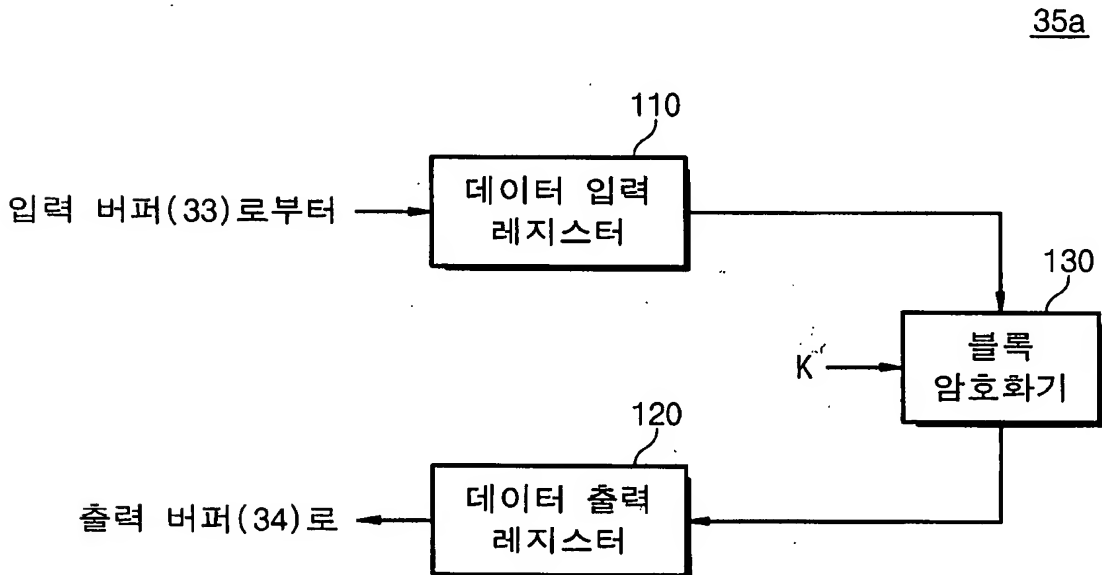 35a
110
입력 버퍼(33)로부터
데이터 입력
레지스터
130
K
블록
암호화기
120
출력 버퍼(34)로
데이터 출력
레지스터